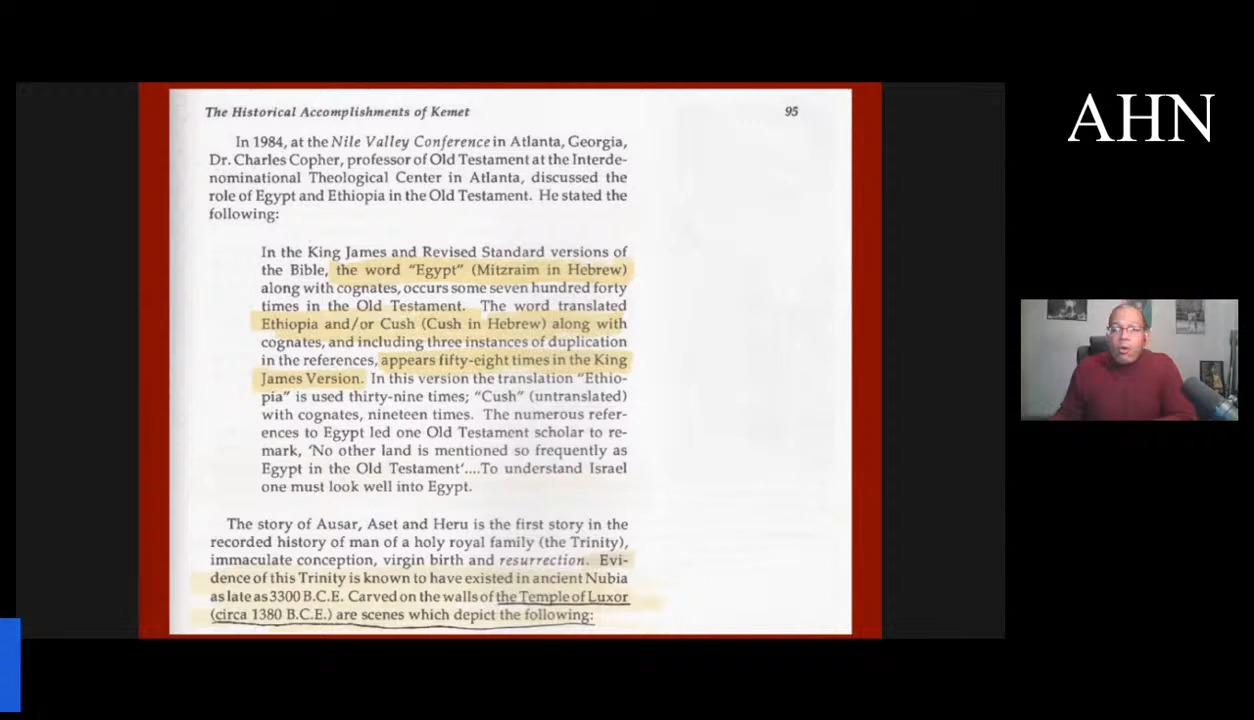 The Historical Accomplishments of Kemet 95
In 1984, at the Nile Valley Conference in Atlanta, Georgia,
Dr. Charles Copher, professor of Old Testament at the Interde-
nominational Theological Center in Atlanta, discussed the
role of Egypt and Ethiopia in the Old Testament. He stated the
following:
In the King James and Revised Standard versions of
the Bible, the word “Egypt” (Mitzraim in Hebrew)
along with cognates, occurs some seven hundred forty
times in the Old Testament. The word translated
Ethiopia and/or Cush (Cush in Hebrew) along with
cognates, and including three instances of duplication
in the references, appears fifty-eight times in the King
James Version. In this version the translation “Ethio-
pia” is used thirty-nine times; “Cush” (untranslated)
with cognates, nineteen times. The numerous refer-
ences to Egypt led one Old Testament scholar to re-
mark, ‘No other land is mentioned so frequently as
Egypt in the Old Testament’....To understand Israel
one must look well into Egypt.
The story of Ausar, Aset and Heru is the first story in the
recorded history of man of a holy royal family (the Trinity),
immaculate conception, virgin birth and resurrection. Evi-
dence of this Trinity is known to have existed in ancient Nubia
as late as 3300 B.C.E. Carved on the walls of the Temple of Luxor
(circa 1380 B.C.E.) are scenes which depict the following:
AHN